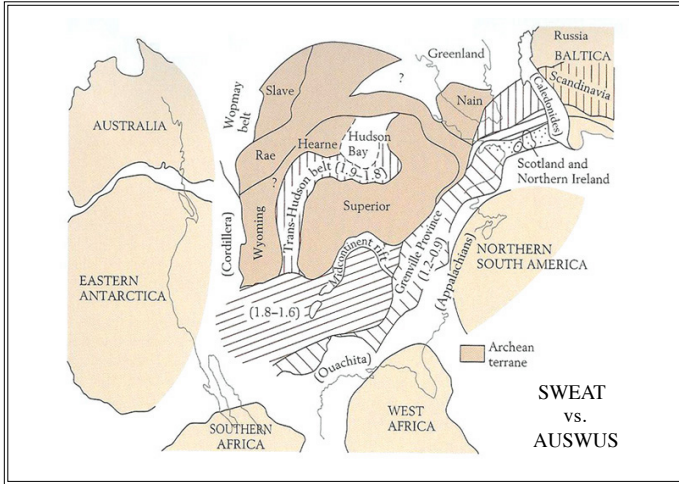 Russia
BALTICA
Scandinavia
Greenland
?
Caledonides)
Slave
Nain
Wopmay
belt
AUSTRALIA
Hearne
Hudson
Bay
Rae
Scotland and
Northern Ireland
?
Trans-Hudson belt (1.9–1.8)
Superior
Wyoming
(Cordillera)
Midcontinent rift
Grenville Province
(1.2–0.9)
(Appalachians)
NORTHERN
SOUTH AMERICA
EASTERN
ANTARCTICA
(1.8–1.6)
(Ouachita)
Archean
terrane
SWEAT
vs.
AUSWUS
WEST
AFRICA
SOUTHERN
AFRICA